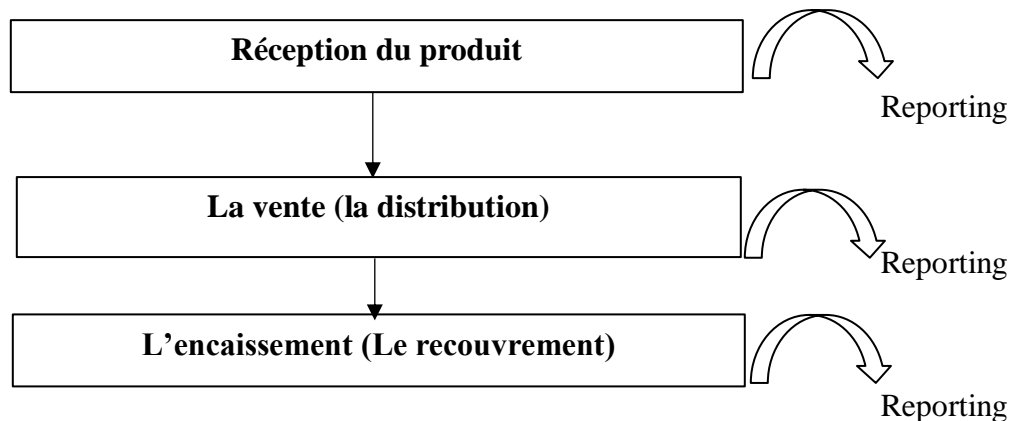 Réception du produit
Reporting
La vente (la distribution)
Reporting
L’encaissement (Le recouvrement)
Reporting